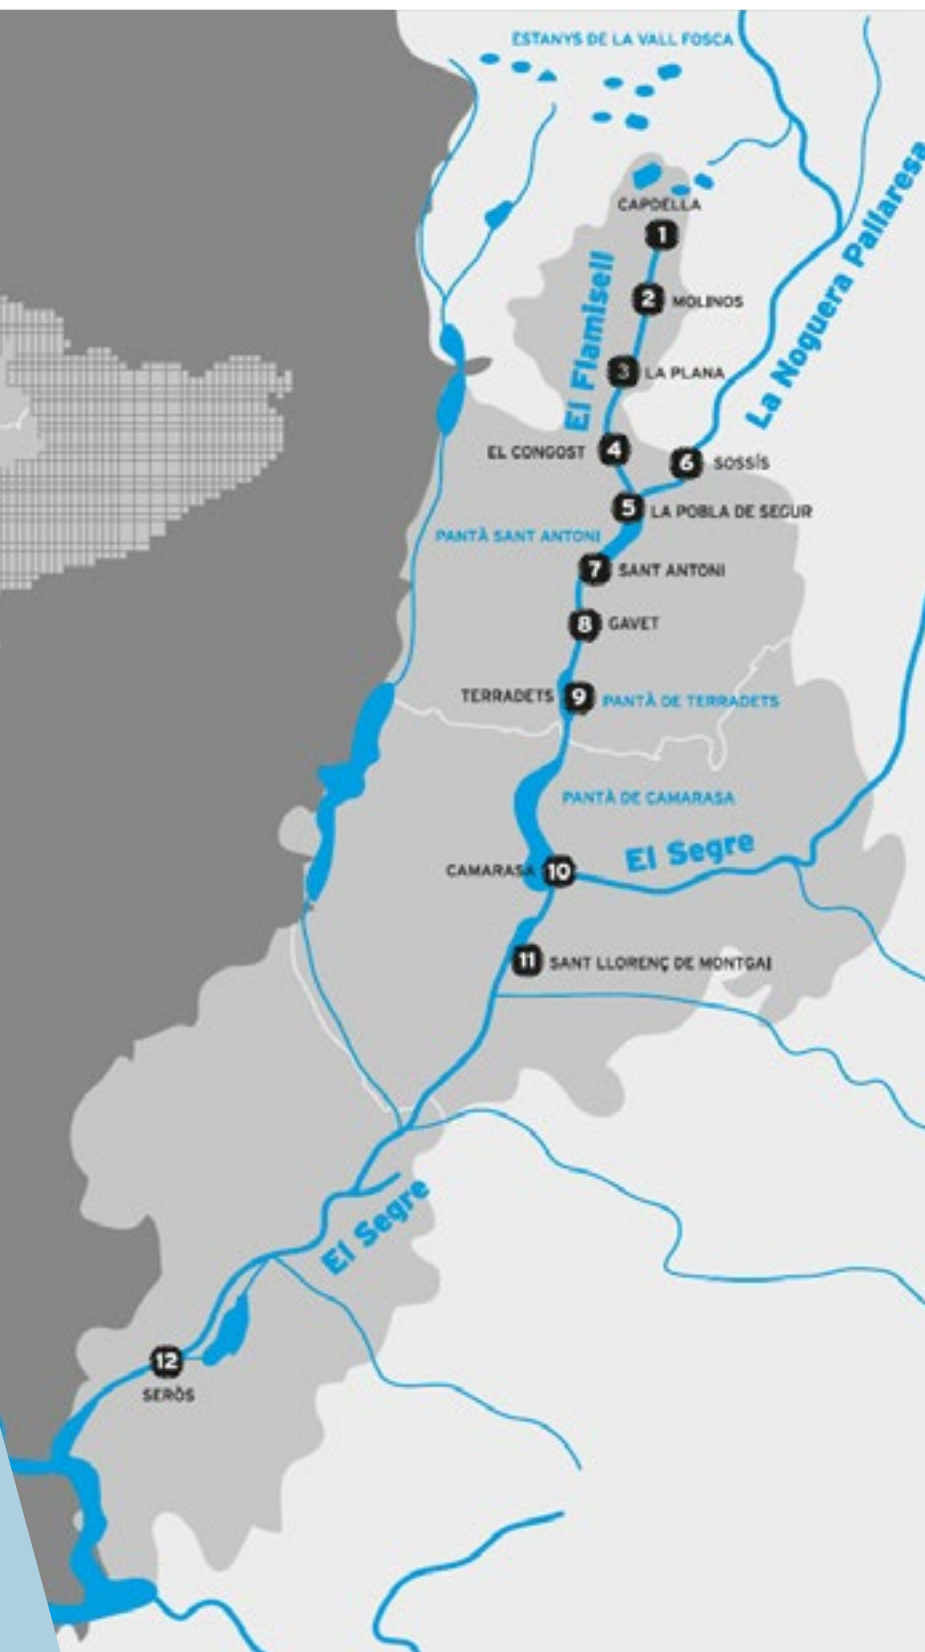 ESTANYS DE LA VALL FOSCA
La Noguera Pallaresa
CAPDELLA
1
El Flamisell
2 MOLINOS
3 LA PLANA
EL CONGOST 4
6 SOSSÍS
5 LA POBLA DE SEGUR
PANTÀ SANT ANTONI
7 SANT ANTONI
8 GAVET
TERRADETS 9 PANTÀ DE TERRADETS
PANTÀ DE CAMARASA
El Segre
CAMARASA 10
11 SANT LLORENÇ DE MONTGAI
El Segre
12
SERÒS